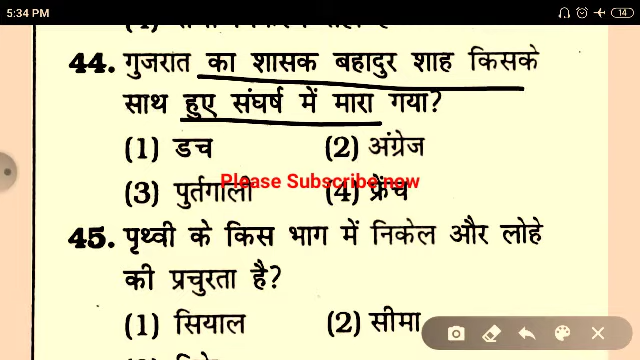 5:34 PM
14
44. गुजरात का शासक बहादुर शाह किसके
साथ हुए संघर्ष में मारा गया?
(1) डच (2) अंग्रेज
Please Subscribe now
(3) पुर्तगाली (4) फ्रेंच
45. पृथ्वी के किस भाग में निकेल और लोहे
की प्रचुरता है?
(1) सियाल (2) सीमा